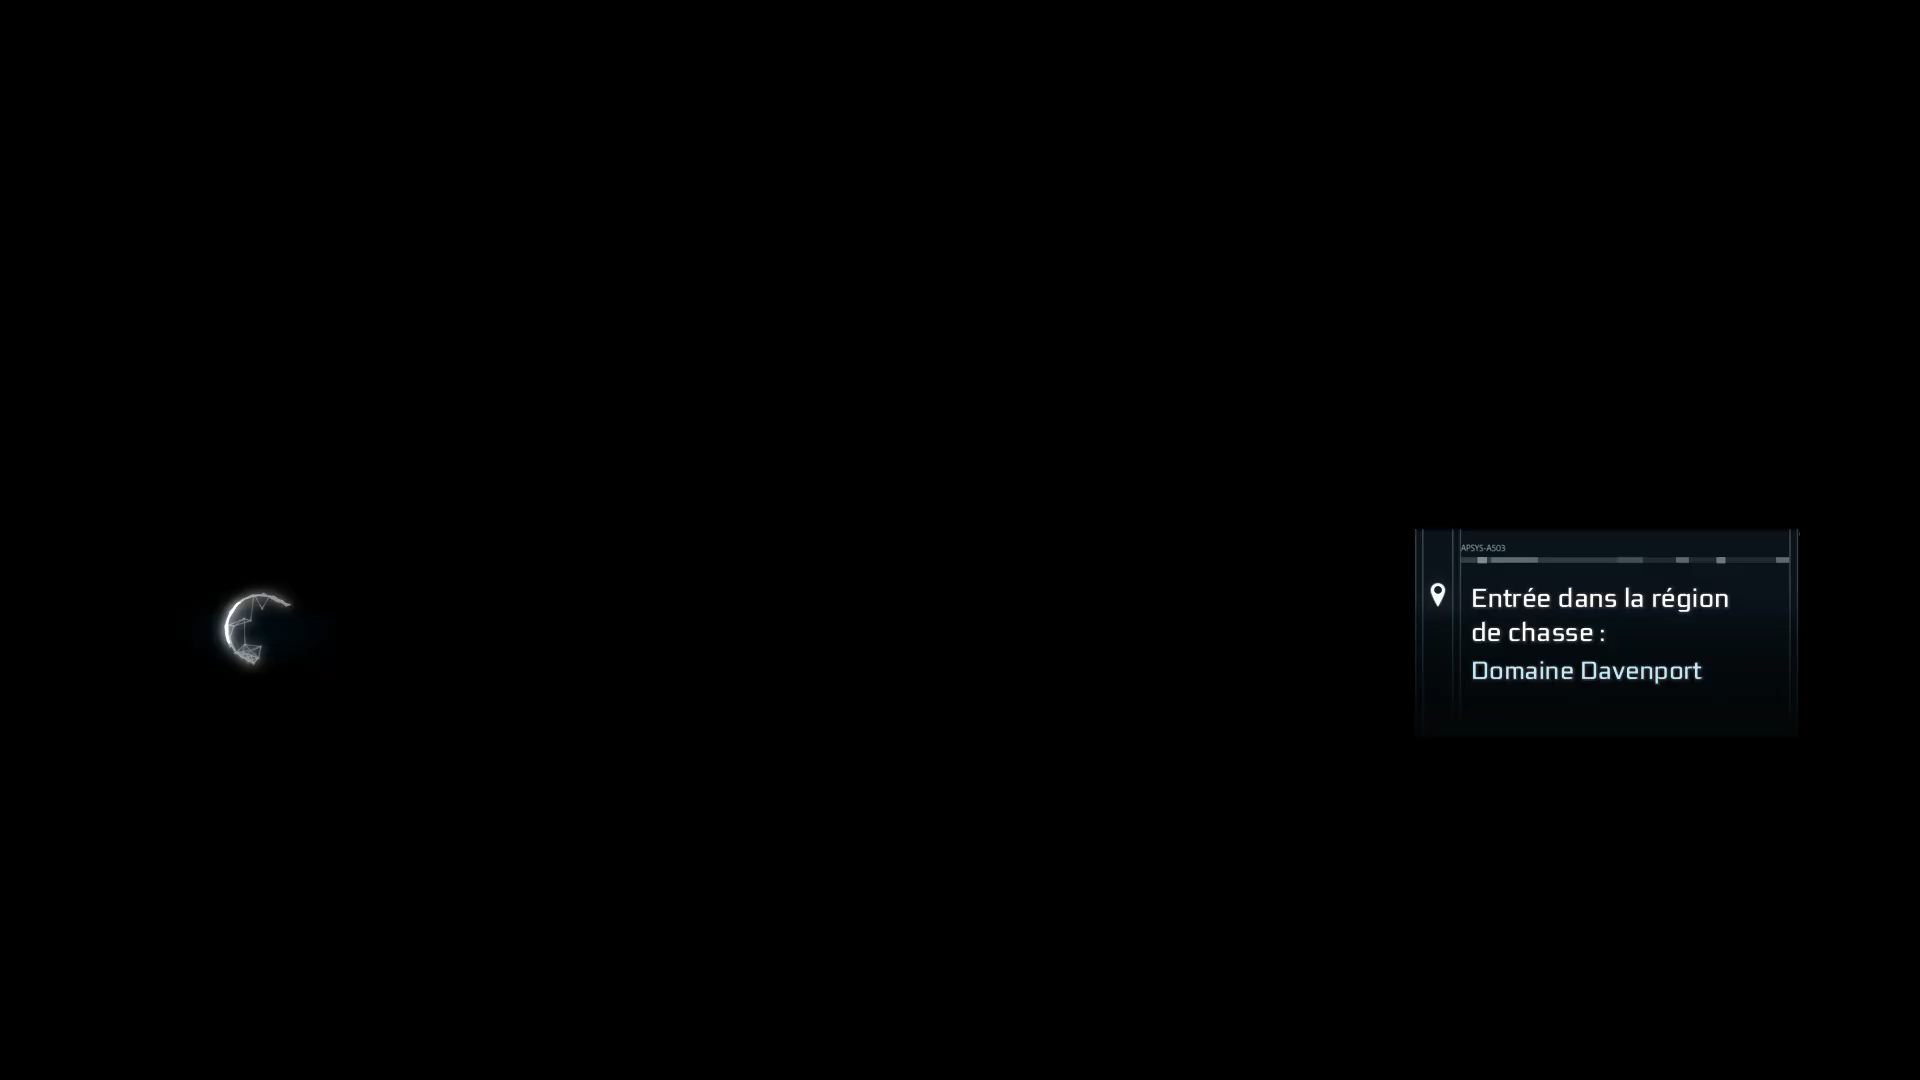 APSYS-A503
Entrée dans la région
de chasse :
Domaine Davenport